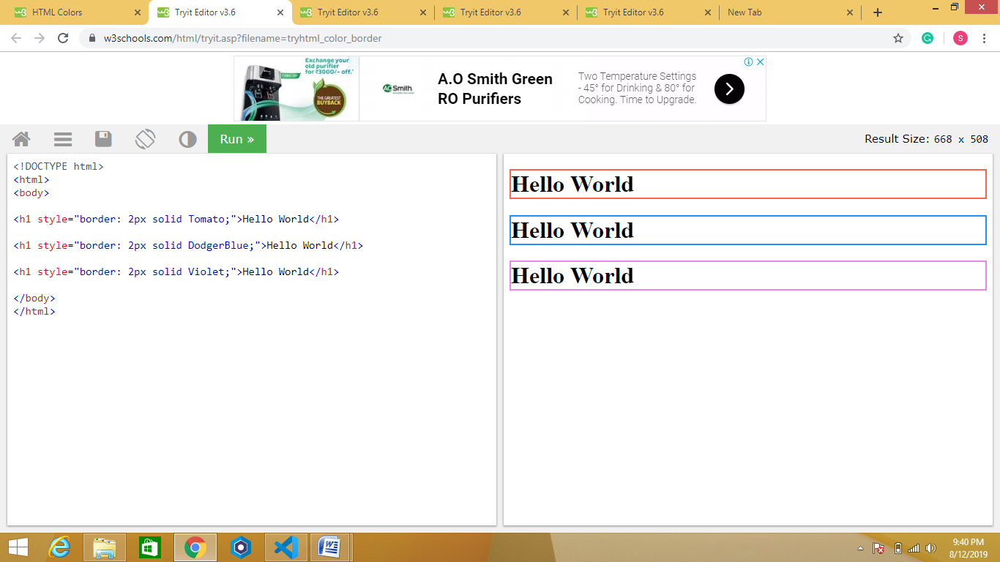 HTML Colors
Tryit Editor v3.6
Tryit Editor v3.6
Tryit Editor v3.6
Tryit Editor v3.6
New Tab
w3schools.com/html/tryit.asp?filename=tryhtml_color_border
S
Exchange your
old purifier
for ₹3000/- off.*
THE GREATEST
BUYBACK
AO Smith.
A.O Smith Green
RO Purifiers
Two Temperature Settings
- 45° for Drinking & 80° for
Cooking. Time to Upgrade.
Run »
Result Size: 668 x 508
<!DOCTYPE html>
<html>
<body>
<h1 style="border: 2px solid Tomato;">Hello World</h1>
<h1 style="border: 2px solid DodgerBlue;">Hello World</h1>
<h1 style="border: 2px solid Violet;">Hello World</h1>
</body>
</html>
Hello World
Hello World
Hello World
9:40 PM
8/12/2019